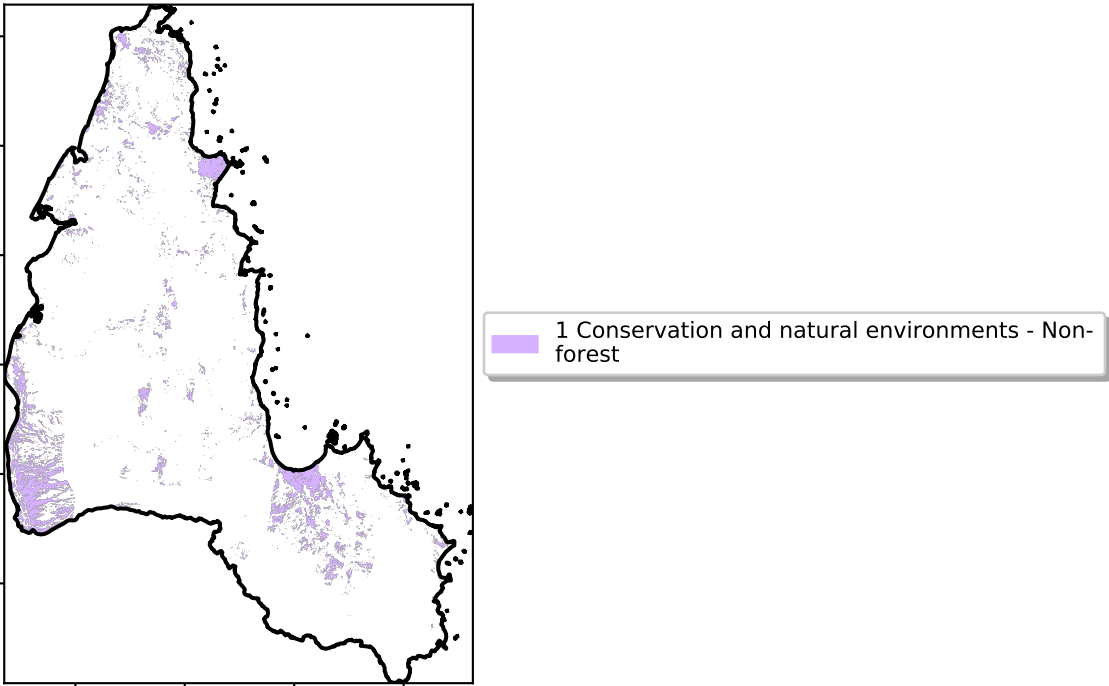 1 Conservation and natural environments - Non-
forest